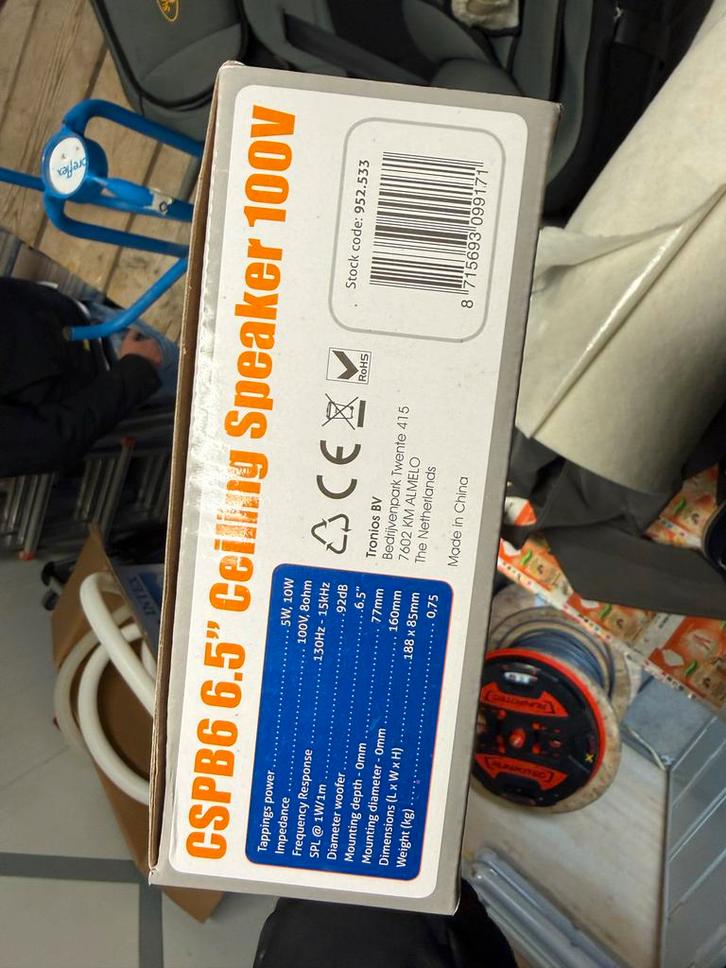 CSPB6 6.5” Ceiling Speaker 100V
Tappings power ........ 5W, 10W
Impedance ........ 100V, 8ohm
Frequency Response ........ 130Hz - 15kHz
SPL @ 1W/1m ........ 92dB
Diameter woofer ........ 6.5"
Mounting depth - 0mm ........ 77mm
Mounting diameter - 0mm ........ 160mm
Dimensions (L x W x H) ........ 188 x 85mm
Weight (kg) ........ 0.75
CE
RoHS
Tronios BV
Bedrijvenpark Twente 415
7602 KM ALMELO
The Netherlands
Made in China
Stock code: 952.533
8 715693 099171
preflex
INTEX